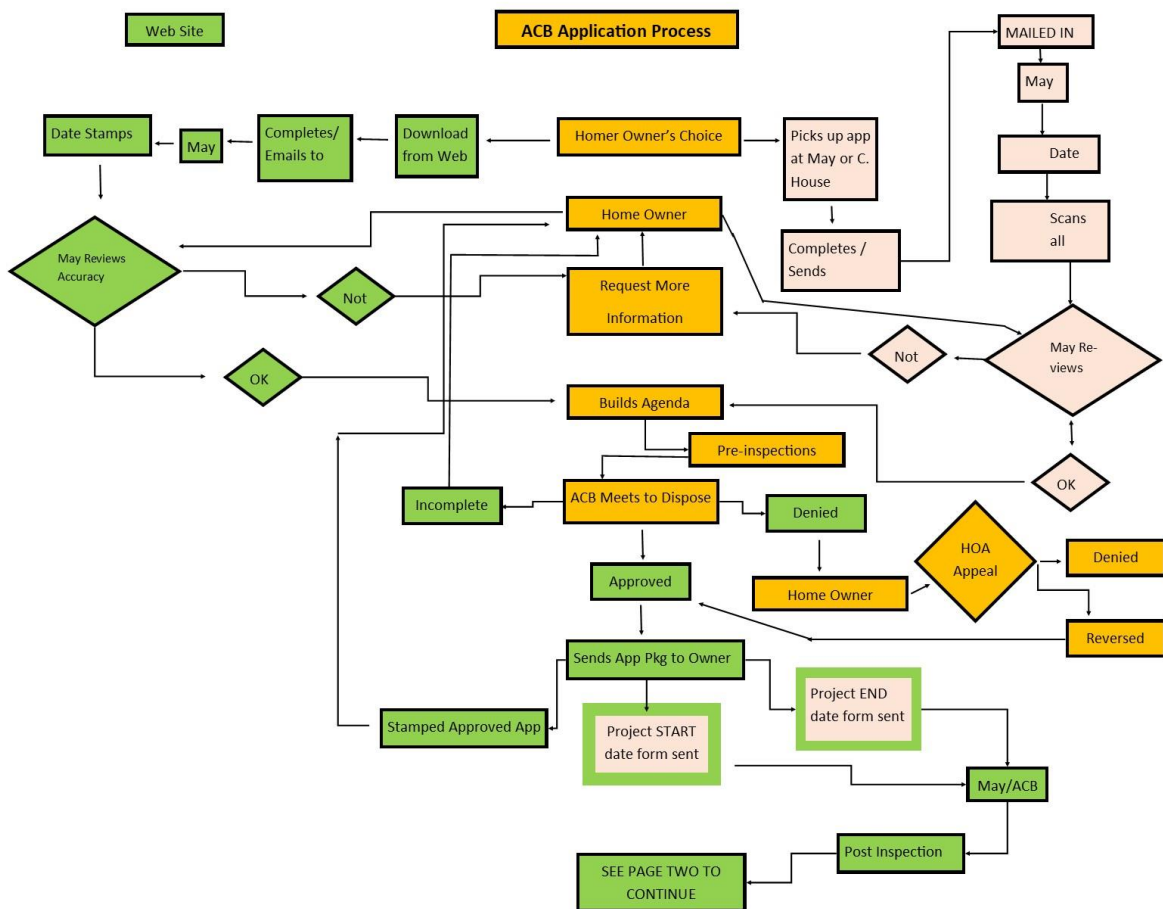 Web Site
ACB Application Process
MAILED IN
May
Date Stamps
May
Completes/
Emails to
Download
from Web
Homer Owner's Choice
Picks up app
at May or C.
House
Date
Home Owner
Scans
all
May Reviews
Accuracy
Completes /
Sends
Not
Request More
Information
Not
May Re-
views
OK
Builds Agenda
Pre-inspections
OK
Incomplete
ACB Meets to Dispose
Denied
HOA
Appeal
Denied
Approved
Home Owner
Reversed
Sends App Pkg to Owner
Stamped Approved App
Project START
date form sent
Project END
date form sent
May/ACB
Post Inspection
SEE PAGE TWO TO
CONTINUE